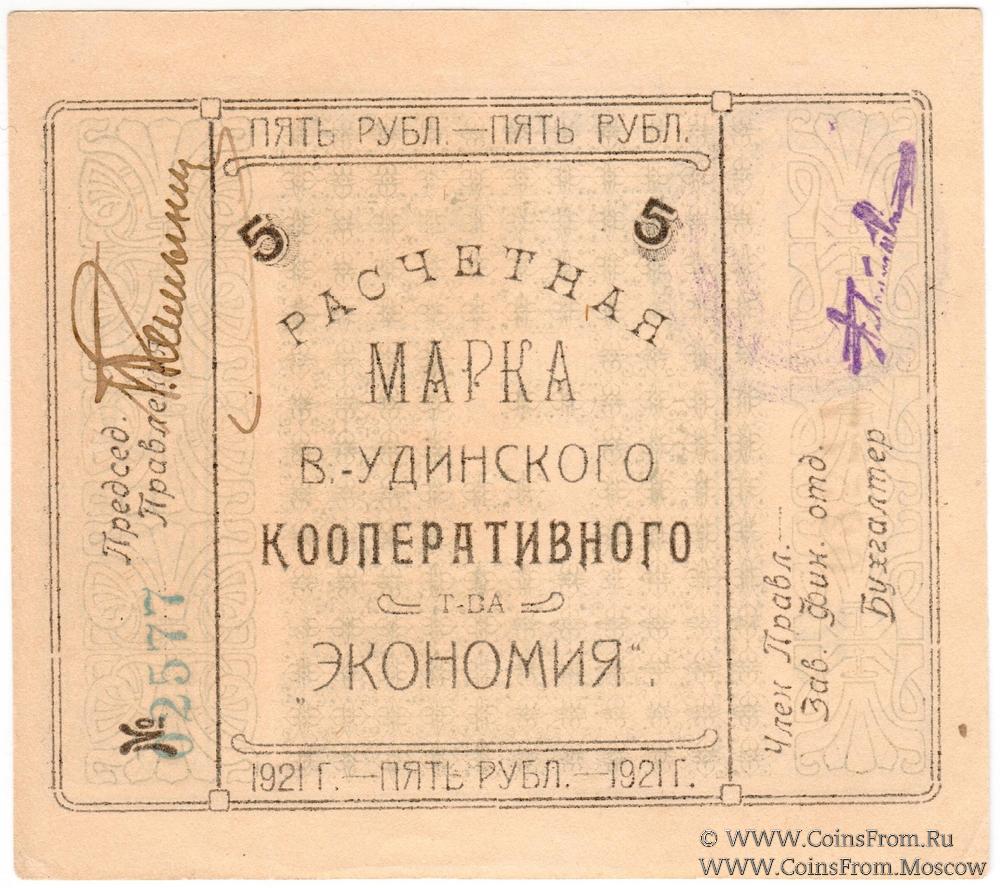 ПЯТЬ РУБЛ. — ПЯТЬ РУБЛ.
5 5
РАСЧЕТНАЯ
МАРКА
В.-УДИНСКОГО
КООПЕРАТИВНОГО
Т-ВА
„ЭКОНОМИЯ“.
1921 Г. — ПЯТЬ РУБЛ. — 1921 Г.
Председ.
Правлен
№ 02577
Член Правл. —
Зав. фин. отд.
Бухгалтер
© WWW.CoinsFrom.Ru
WWW.CoinsFrom.Moscow